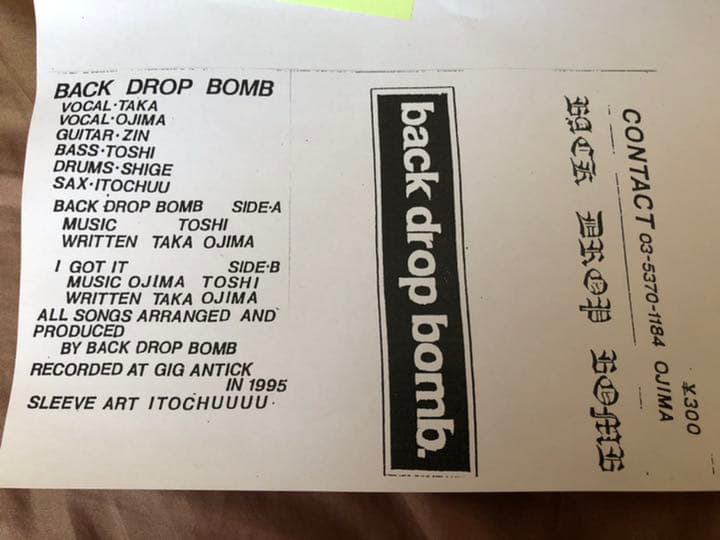 BACK DROP BOMB
VOCAL·TAKA
VOCAL·OJIMA
GUITAR·ZIN
BASS·TOSHI
DRUMS·SHIGE
SAX·ITOCHUU
BACK DROP BOMB SIDE·A
MUSIC TOSHI
WRITTEN TAKA OJIMA
I GOT IT SIDE·B
MUSIC OJIMA TOSHI
WRITTEN TAKA OJIMA
ALL SONGS ARRANGED AND
PRODUCED
BY BACK DROP BOMB
RECORDED AT GIG ANTICK
IN 1995
SLEEVE ART ITOCHUUUU·
back drop bomb.
BACK DROP BOMB
CONTACT 03-5370-1184 OJIMA
¥300